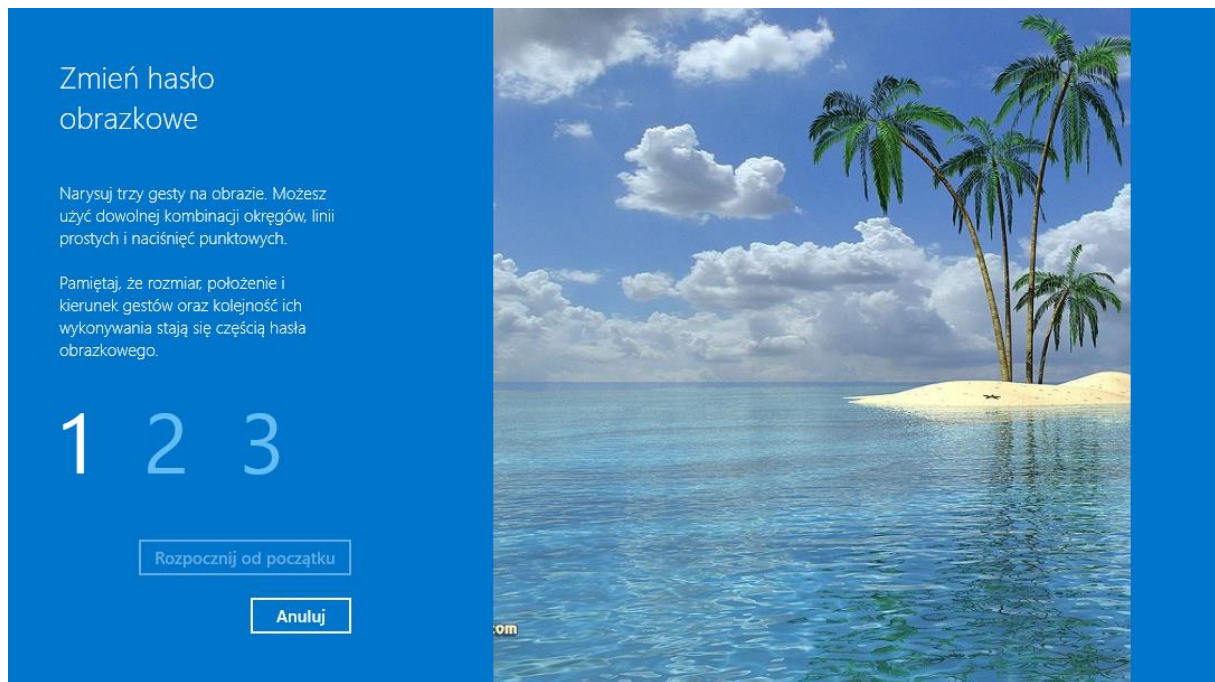 Zmień hasło
obrazkowe
Narysuj trzy gesty na obrazie. Możesz
użyć dowolnej kombinacji okręgów, linii
prostych i naciśnięć punktowych.
Pamiętaj, że rozmiar, położenie i
kierunek gestów oraz kolejność ich
wykonywania stają się częścią hasła
obrazkowego.
1 2 3
Rozpocznij od początku
Anuluj
om